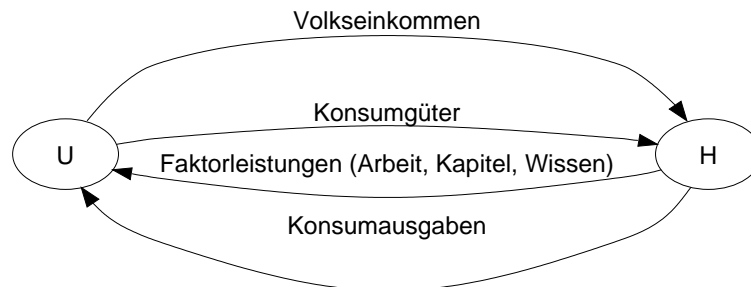 Volkseinkommen
Konsumgüter
U
H
Faktorleistungen (Arbeit, Kapitel, Wissen)
Konsumausgaben